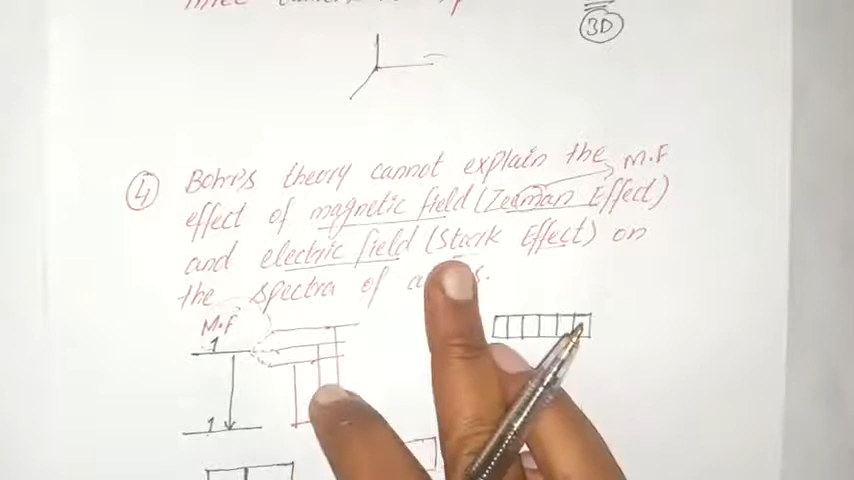 3D
④ Bohr's theory cannot explain the M.F
effect of magnetic field (Zeeman Effect)
and electric field (Stark Effect) on
the spectra of
M.F
1
1